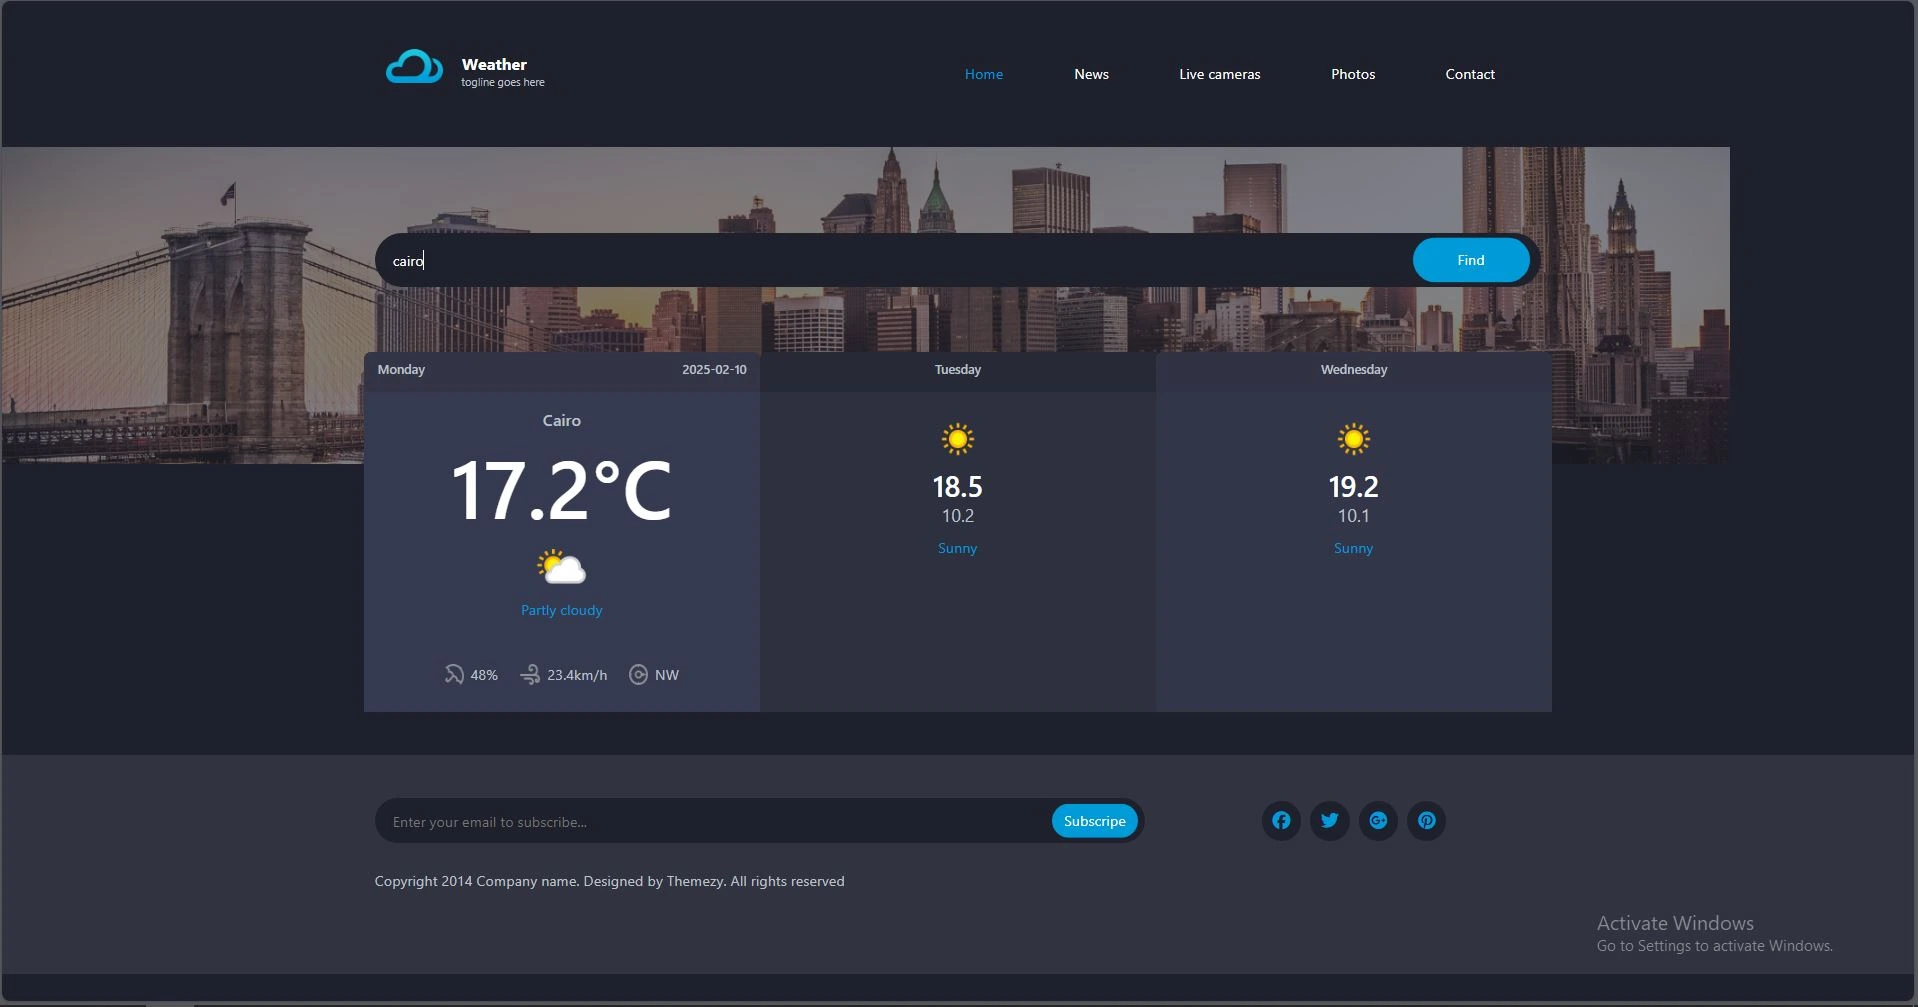 Weather
togline goes here
Home News Live cameras Photos Contact
cairo
Find
Monday 2025-02-10
Cairo
17.2°C
Partly cloudy
48% 23.4km/h NW
Tuesday
18.5
10.2
Sunny
Wednesday
19.2
10.1
Sunny
Enter your email to subscribe...
Subscripe
Copyright 2014 Company name. Designed by Themezy. All rights reserved
Activate Windows
Go to Settings to activate Windows.